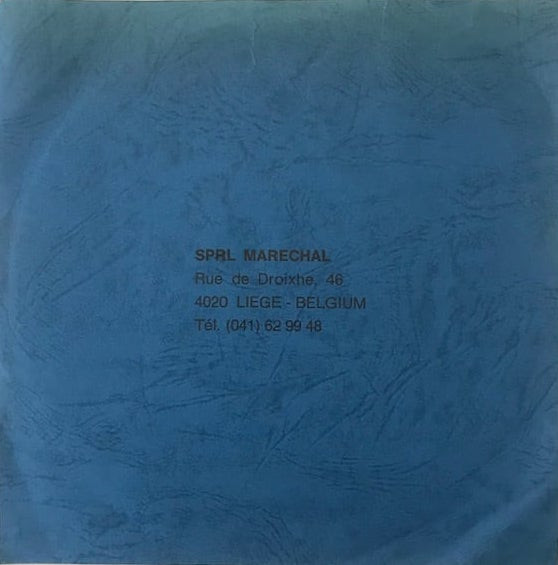 SPRL MARECHAL
Rue de Droixhe, 46
4020 LIEGE - BELGIUM
Tél. (041) 62 99 48